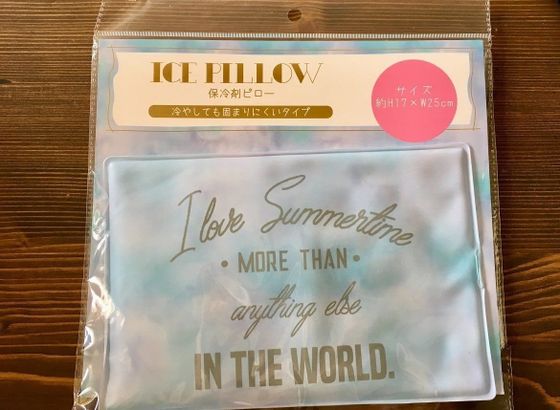 ICE PILLOW
保冷剤ピロー
冷やしても固まりにくいタイプ
サイズ
約H17×W25cm
I love Summertime
• MORE THAN •
anything else
IN THE WORLD.